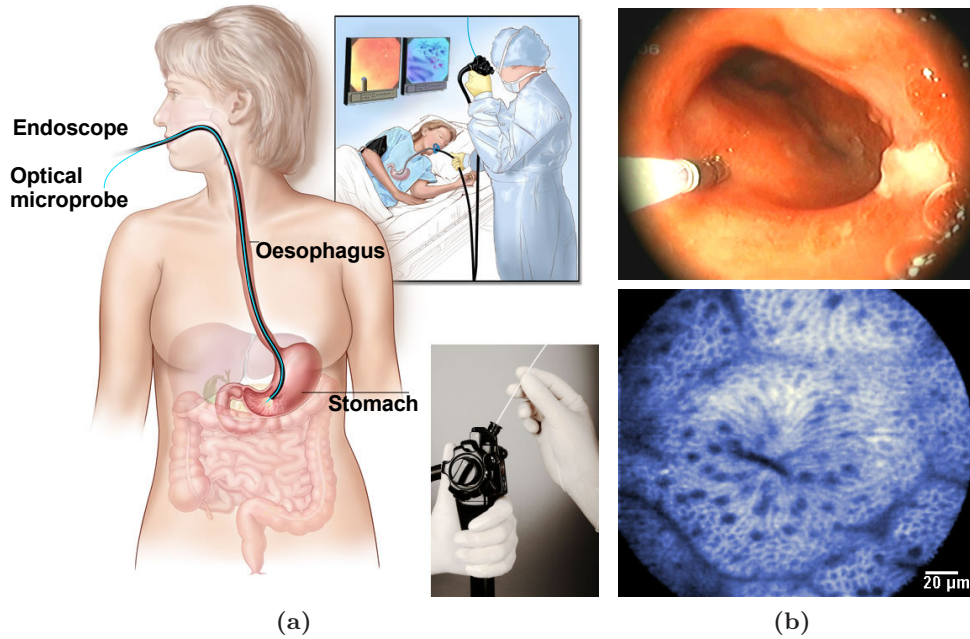 Endoscope
Optical
microprobe
Oesophagus
Stomach
20 µm
(a)
(b)